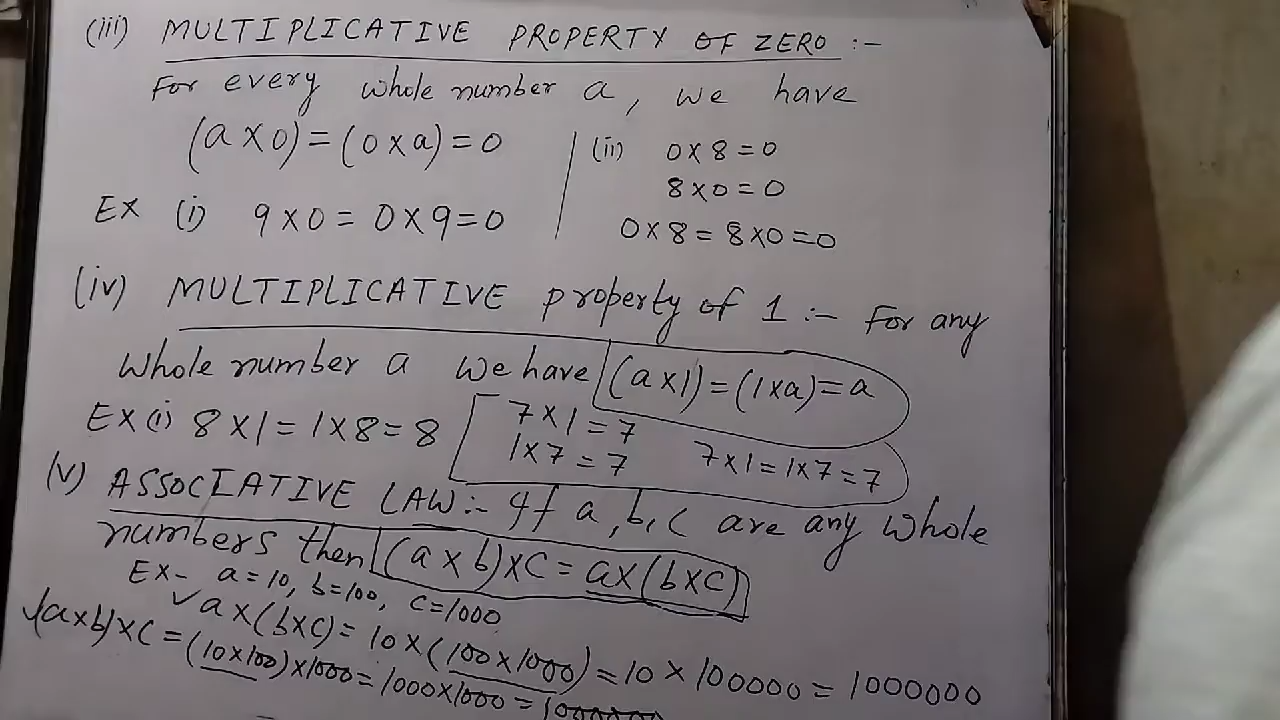 (iii) MULTIPLICATIVE PROPERTY OF ZERO :-
For every whole number a, we have
(a×0)=(0×a)=0
(ii) 0×8=0
8×0=0
Ex (i) 9×0=0×9=0
0×8=8×0=0
(iv) MULTIPLICATIVE property of 1 :- For any
Whole number a we have (a×1)=(1×a)=a
Ex (i) 8×1=1×8=8
7×1=7
1×7=7 7×1=1×7=7
(v) ASSOCIATIVE LAW:- If a,b,c are any whole
numbers then (a×b)×c=a×(b×c)
Ex- a=10, b=100, c=1000
✓a×(b×c)=10×(100×1000)=10×100000=1000000
✓(a×b)×c=(10×100)×1000=1000×1000=1000000